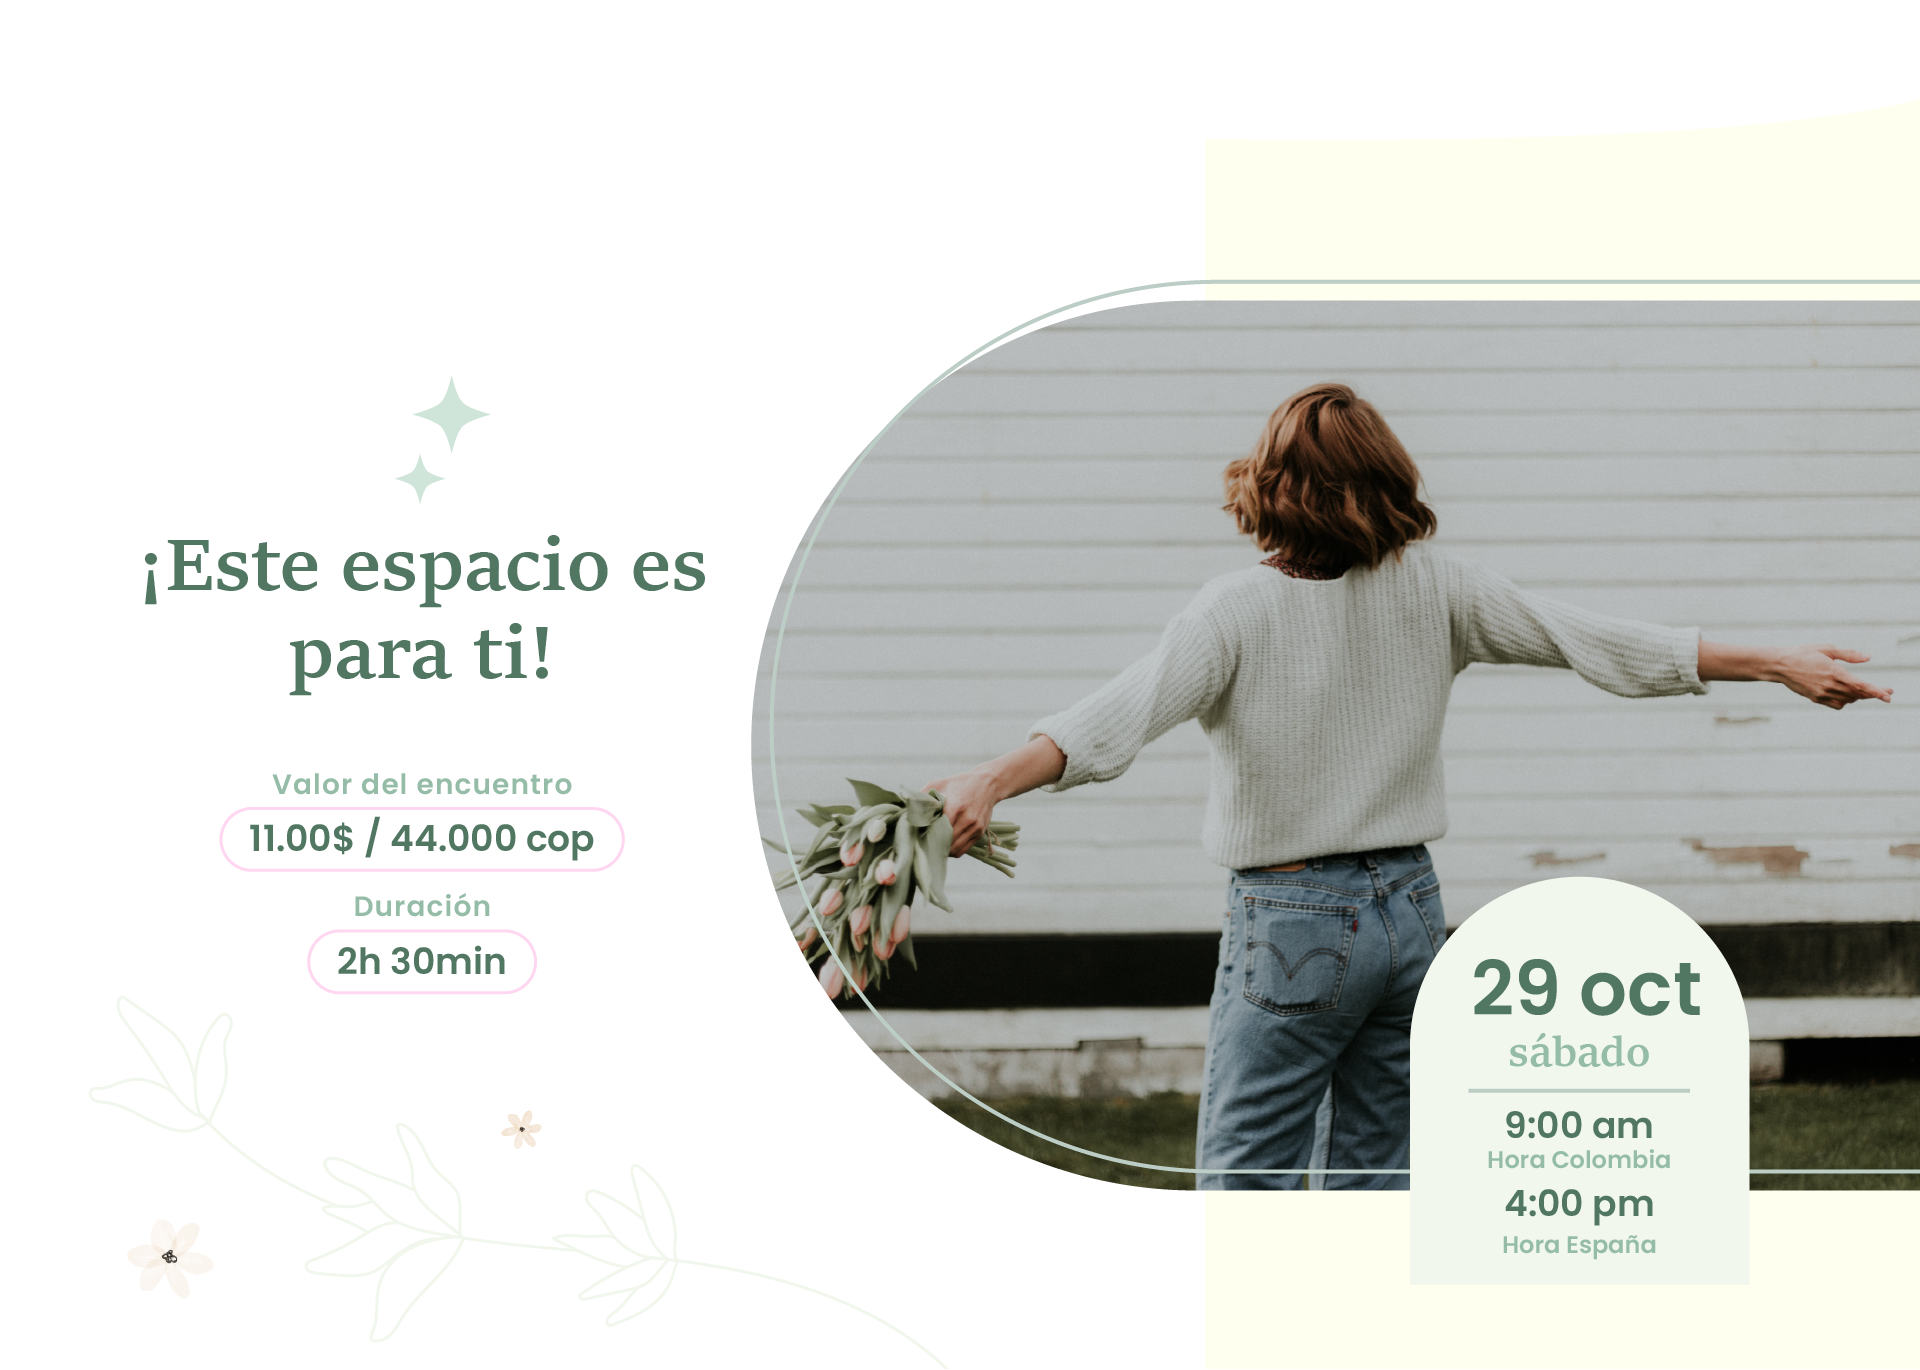 ¡Este espacio es
para ti!
Valor del encuentro
11.00$ / 44.000 cop
Duración
2h 30min
29 oct
sábado
9:00 am
Hora Colombia
4:00 pm
Hora España